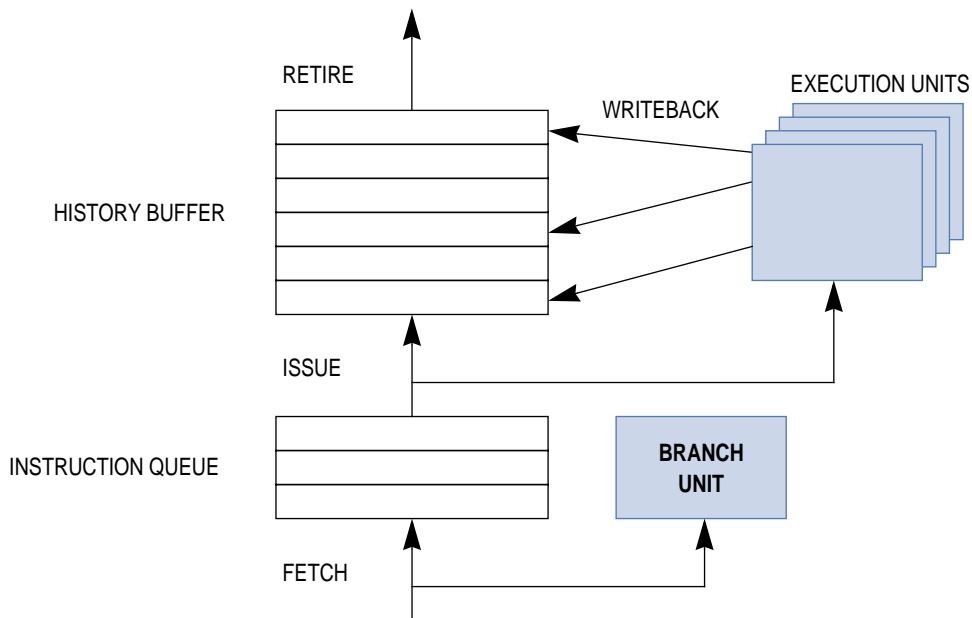 RETIRE
EXECUTION UNITS
WRITEBACK
HISTORY BUFFER
ISSUE
INSTRUCTION QUEUE
BRANCH
UNIT
FETCH